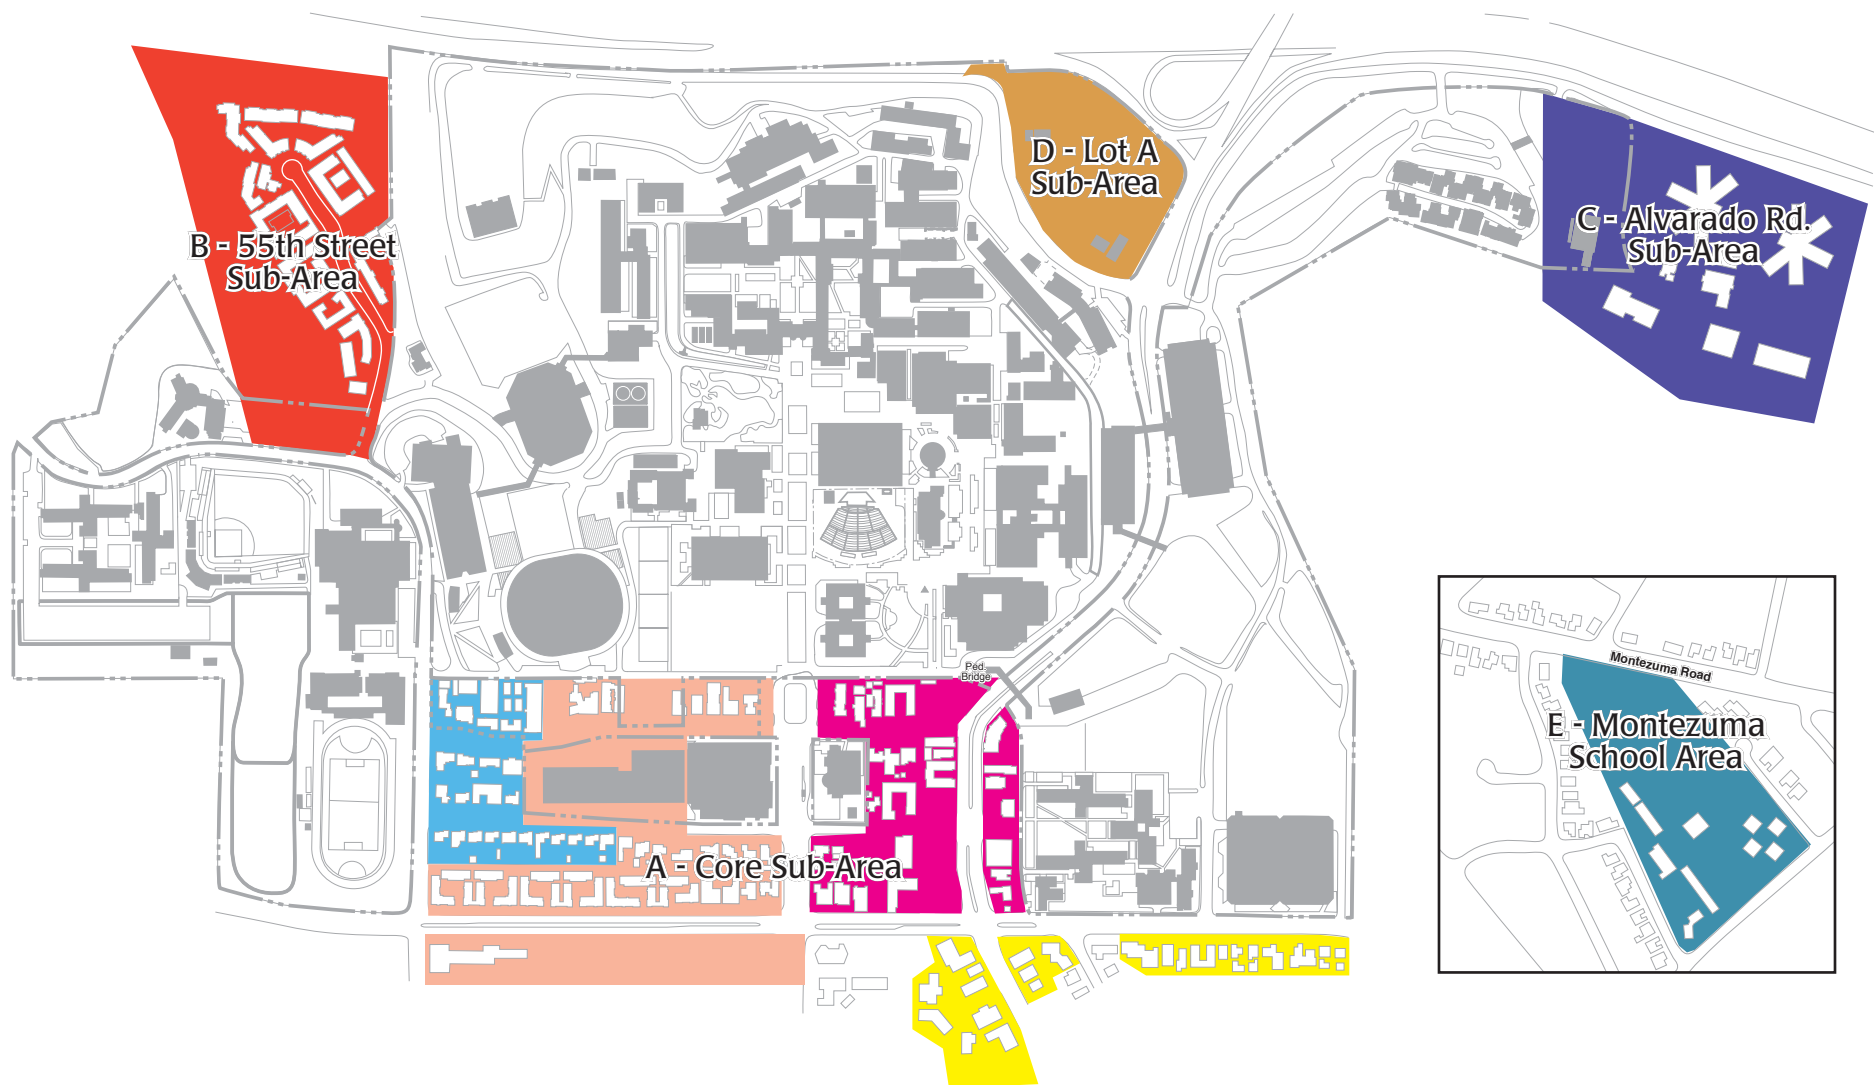 D - Lot A
Sub-Area
C - Alvarado Rd.
Sub-Area
B - 55th Street
Sub-Area
Ped.
Bridge
Montezuma Road
E - Montezuma
School Area
A - Core Sub-Area